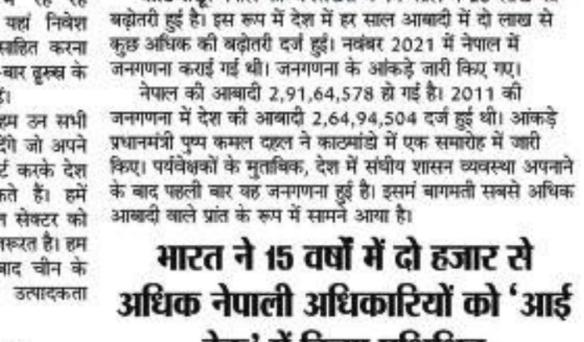 यहां निवेश
साहित करना
बार बुरुस के
हम उन सभी
देंगे जो अपने
र्ट करके देश
कते हैं। हमें
सेक्टर को
जरूरत है। हम
बाद चीन के
उत्पादकता
बढ़ोतरी हुई है। इस रूप में देश में हर साल आबादी में दो लाख से
कुछ अधिक की बढ़ोतरी दर्ज हुई। नवंबर 2021 में नेपाल में
जनगणना कराई गई थी। जनगणना के आंकड़े जारी किए गए।
नेपाल की आबादी 2,91,64,578 हो गई है। 2011 की
जनगणना में देश की आबादी 2,64,94,504 दर्ज हुई थी। आंकड़े
प्रधानमंत्री पुष्प कमल दहल ने काठमांडो में एक समारोह में जारी
किए। पर्यवेक्षकों के मुताबिक, देश में संघीय शासन व्यवस्था अपनाने
के बाद पहली बार यह जनगणना हुई है। इसमं बागमती सबसे अधिक
आबादी वाले प्रांत के रूप में सामने आया है।
भारत ने 15 वर्षों में दो हजार से
अधिक नेपाली अधिकारियों को ‘आई